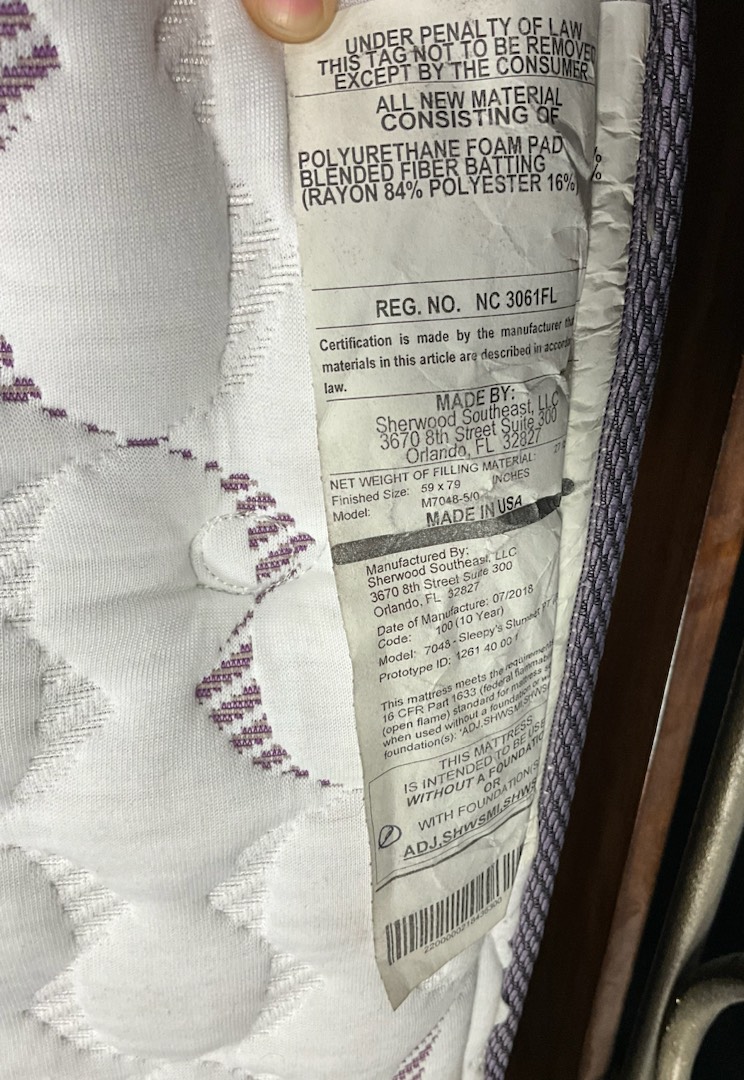 UNDER PENALTY OF LAW
THIS TAG NOT TO BE REMOVED
EXCEPT BY THE CONSUMER
ALL NEW MATERIAL
CONSISTING OF
POLYURETHANE FOAM PAD
%
BLENDED FIBER BATTING
%
(RAYON 84% POLYESTER 16%)
REG. NO. NC 3061FL
Certification is made by the manufacturer
materials in this article are described in
law.
MADE BY:
Sherwood Southeast, LLC
3670 8th Street Suite 300
Orlando, FL 32827
NET WEIGHT OF FILLING MATERIAL:
Finished Size: 59 x 79 INCHES
Model: M7048-5/0
MADE IN USA
Manufactured By:
Sherwood Southeast, LLC
3670 8th Street Suite 300
Orlando, FL 32827
Date of Manufacture: 07/2018
Code: 100 (10 Year)
Model: 7048 - Sleepy's
Prototype ID: 1261 40 00
This mattress meets the
16 CFR Part 1633 (federal
(open flame) standard for mattress
when used without a foundation
foundation(s):
THIS MATTRESS
IS INTENDED TO BE
WITHOUT A
OR
WITH FOUNDATION(S)
ADJ,SHWSMI,SHWS